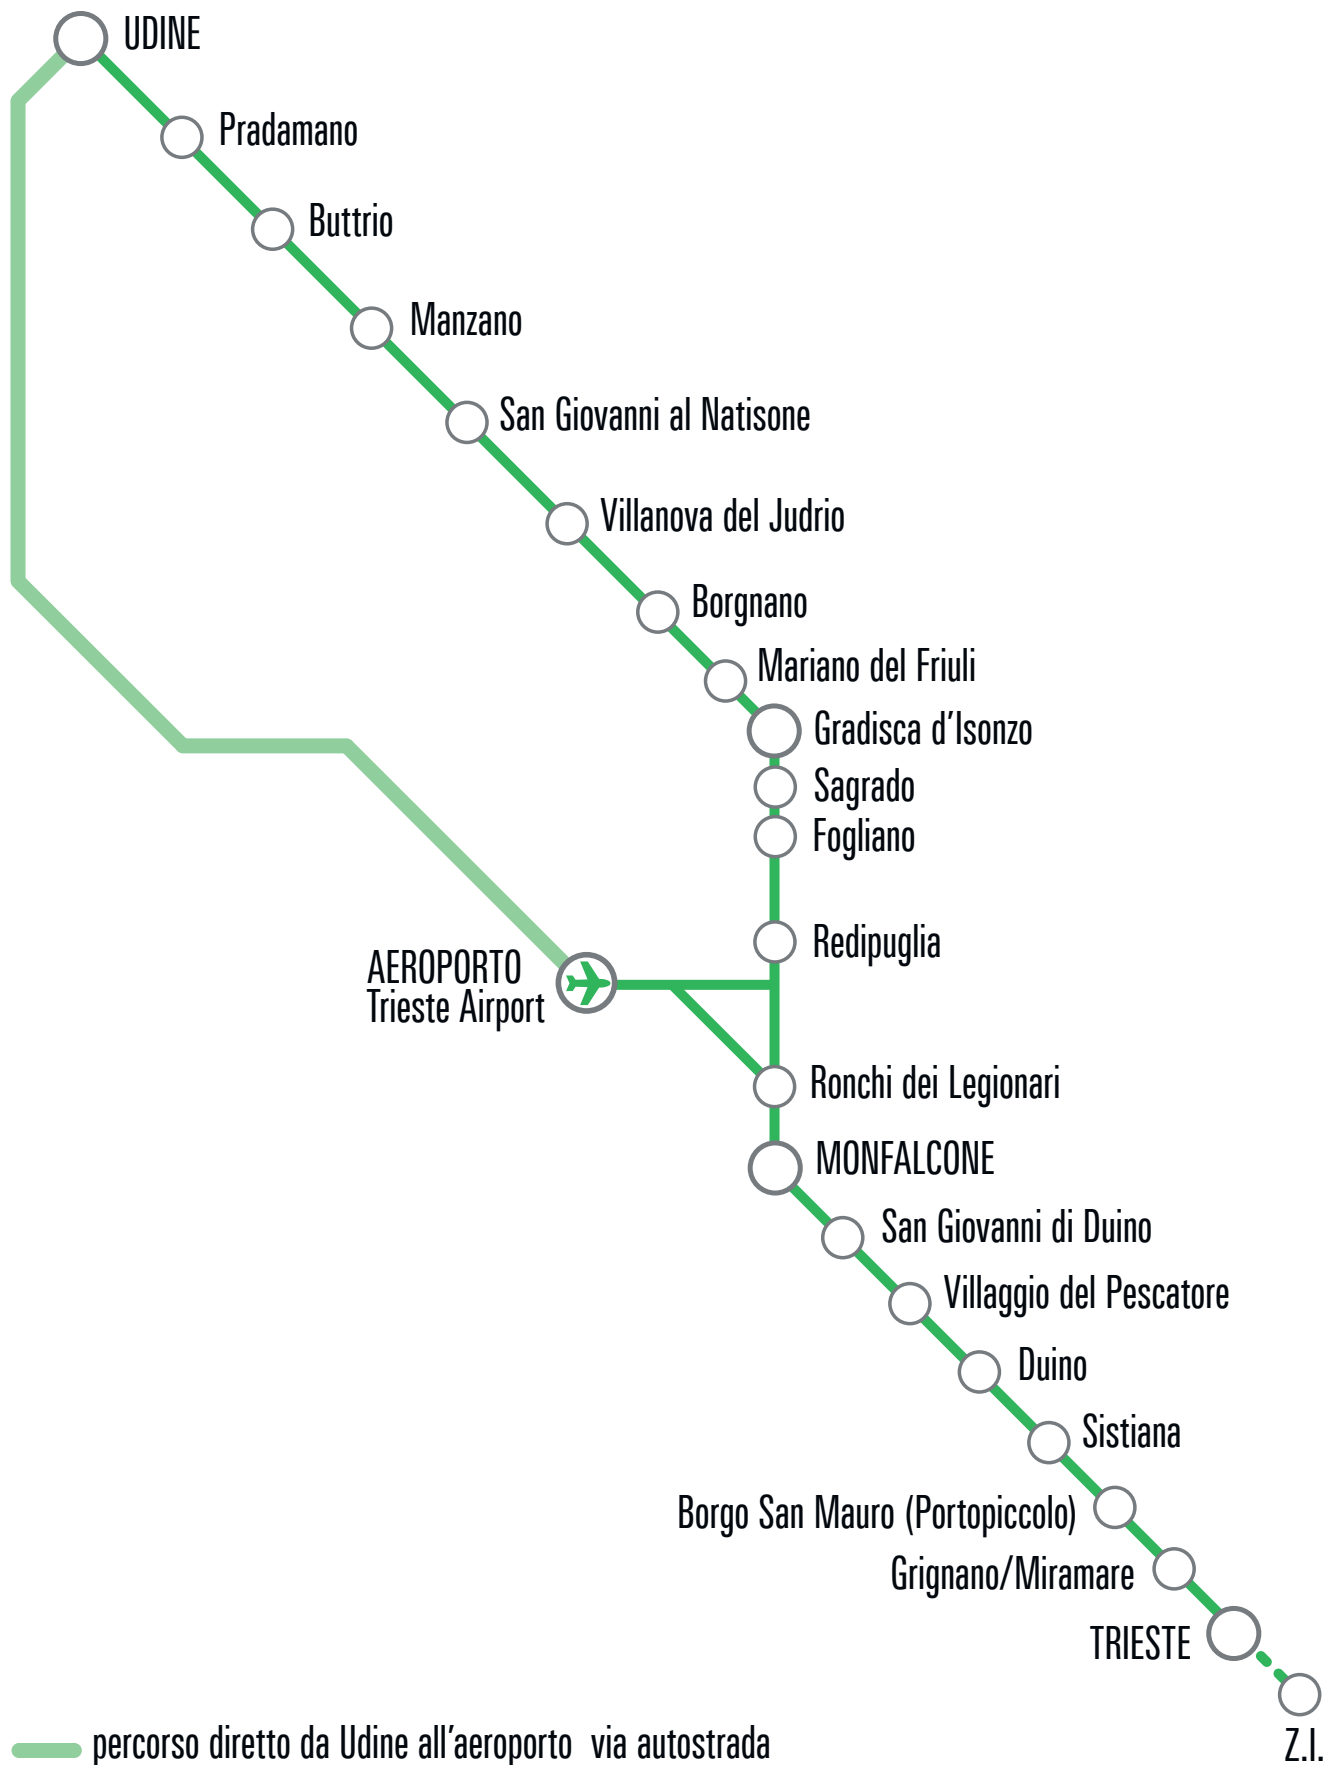 UDINE
Pradamano
Buttrio
Manzano
San Giovanni al Natisone
Villanova del Judrio
Borgnano
Mariano del Friuli
Gradisca d’Isonzo
Sagrado
Fogliano
Redipuglia
AEROPORTO
Trieste Airport
Ronchi dei Legionari
MONFALCONE
San Giovanni di Duino
Villaggio del Pescatore
Duino
Sistiana
Borgo San Mauro (Portopiccolo)
Grignano/Miramare
TRIESTE
Z.I.
percorso diretto da Udine all’aeroporto via autostrada